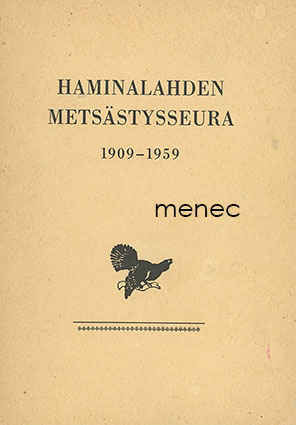 HAMINALAHDEN
METSÄSTYSSEURA
1909–1959
menec